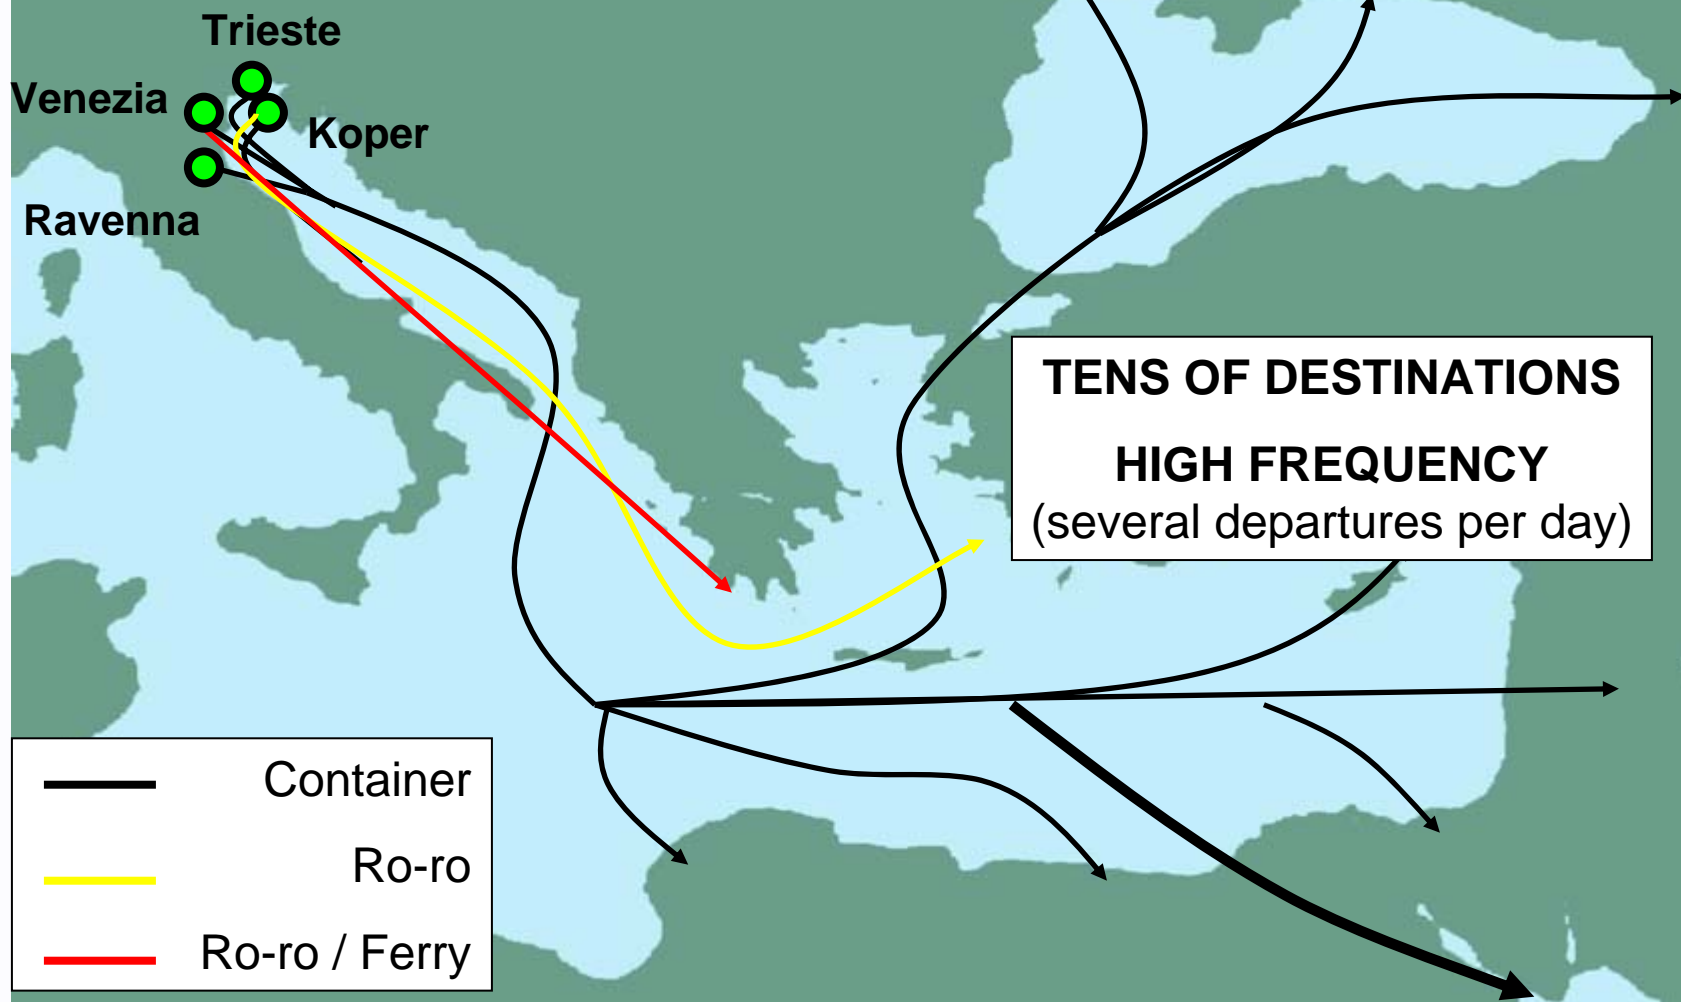 Trieste
Venezia
Koper
Ravenna
TENS OF DESTINATIONS
HIGH FREQUENCY
(several departures per day)
Container
Ro-ro
Ro-ro / Ferry